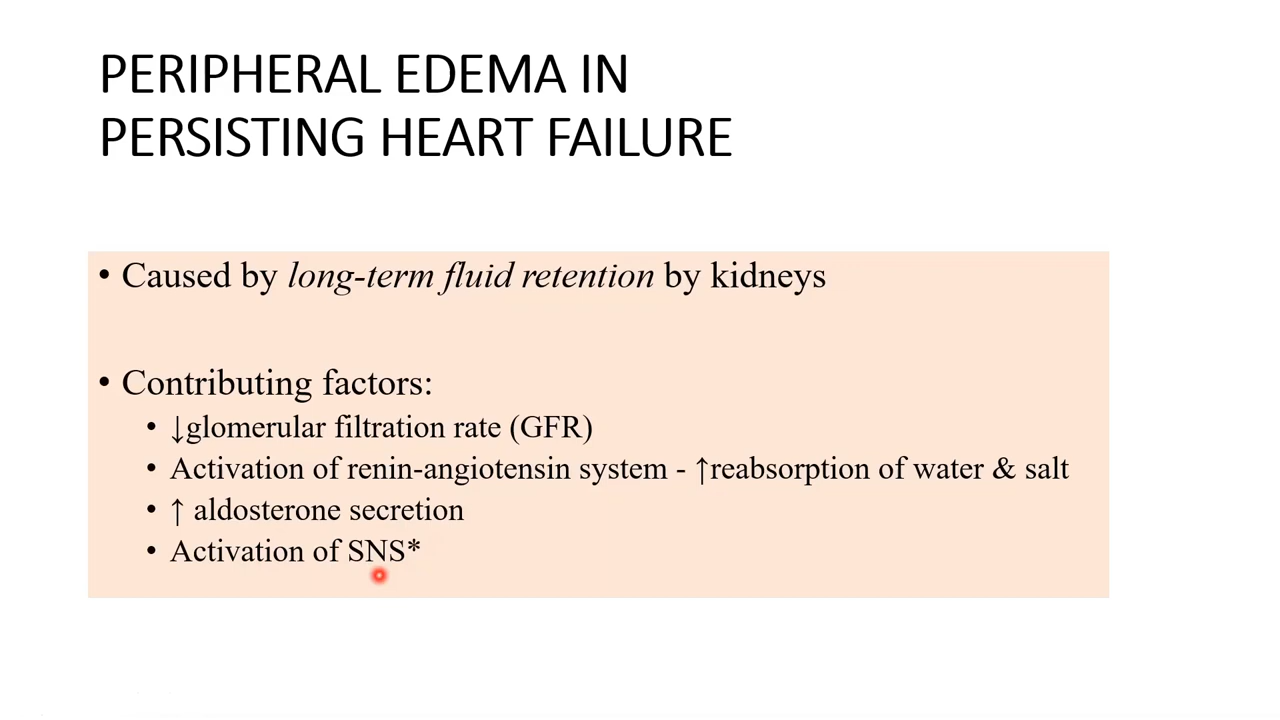 PERIPHERAL EDEMA IN
PERSISTING HEART FAILURE
• Caused by long-term fluid retention by kidneys
• Contributing factors:
• ↓glomerular filtration rate (GFR)
• Activation of renin-angiotensin system - ↑reabsorption of water & salt
• ↑ aldosterone secretion
• Activation of SNS*